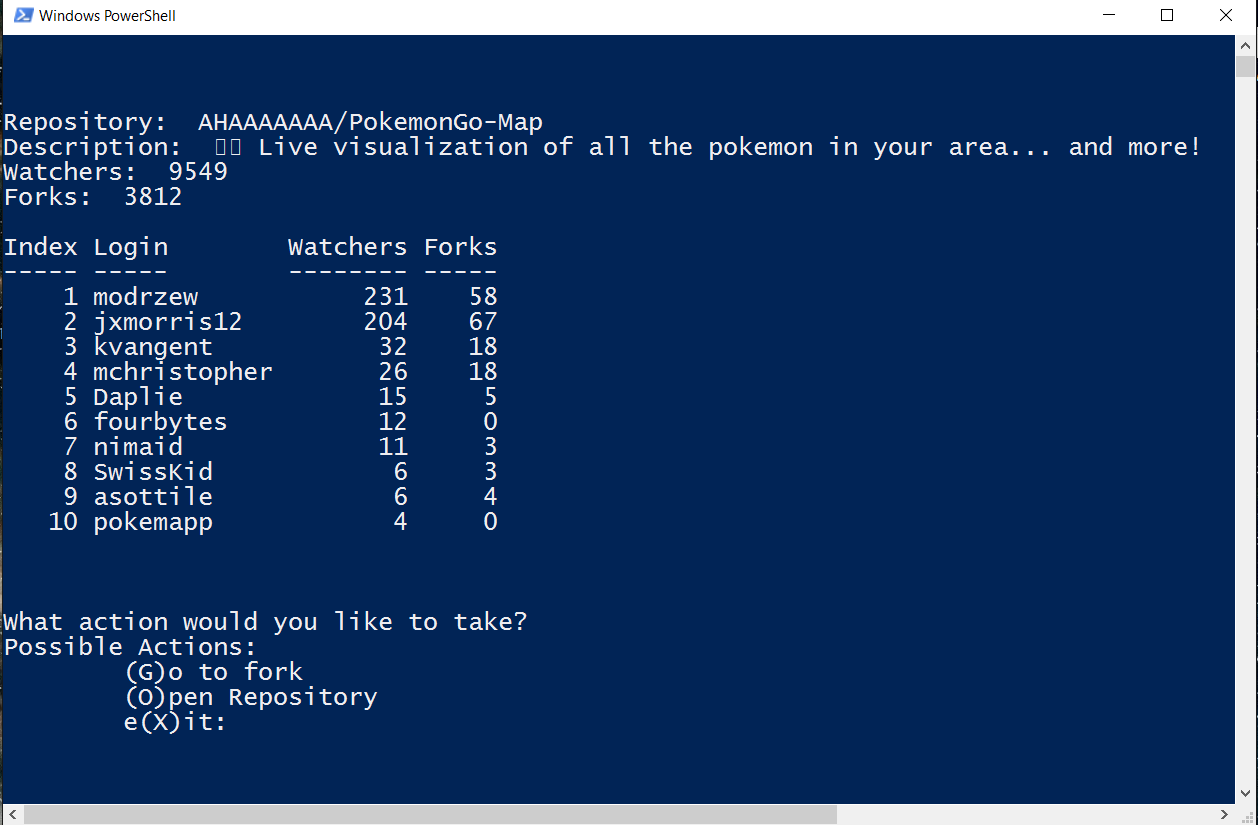 Windows PowerShell
Repository:  AHAAAAAAA/PokemonGo-Map
Description:  Live visualization of all the pokemon in your area... and more!
Watchers:  9549
Forks:  3812
Index Login        Watchers Forks
----- -----        -------- -----
    1 modrzew           231    58
    2 jxmorris12        204    67
    3 kvangent           32    18
    4 mchristopher       26    18
    5 Daplie             15     5
    6 fourbytes          12     0
    7 nimaid             11     3
    8 SwissKid            6     3
    9 asottile            6     4
   10 pokemapp            4     0
What action would you like to take?
Possible Actions:
        (G)o to fork
        (O)pen Repository
        e(X)it: